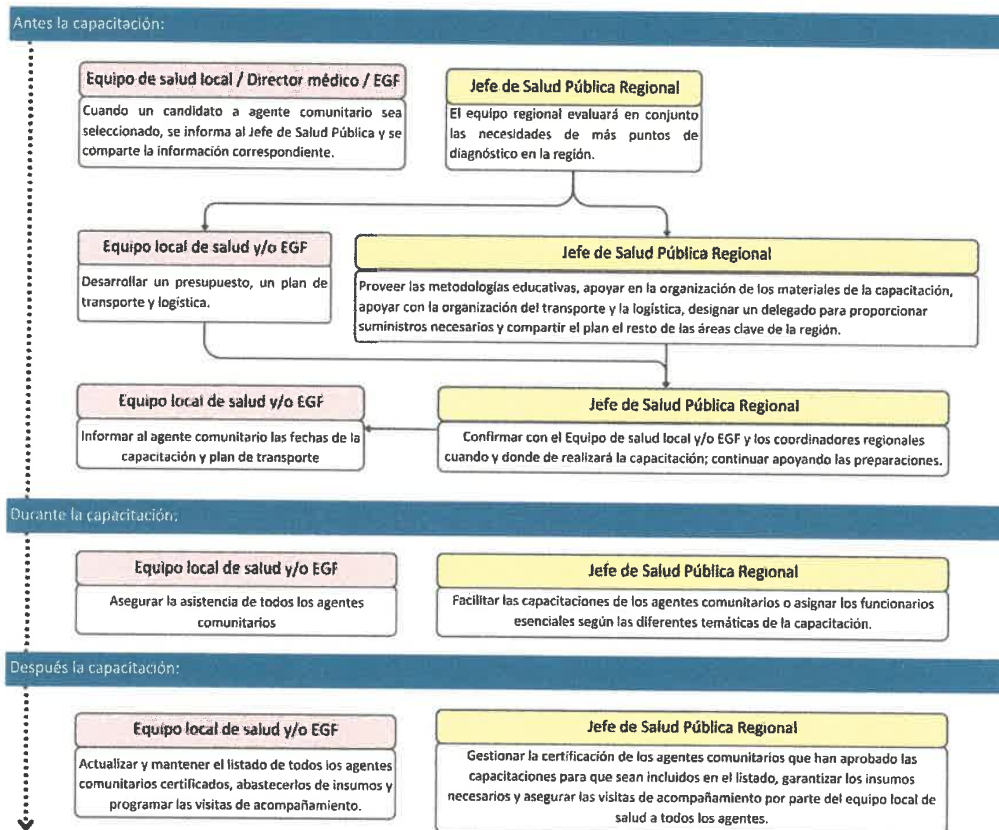 Antes la capacitación:
Equipo de salud local / Director médico / EGF
Cuando un candidato a agente comunitario sea
seleccionado, se informa al Jefe de Salud Pública y se
comparte la información correspondiente.
Jefe de Salud Pública Regional
El equipo regional evaluará en conjunto
las necesidades de más puntos de
diagnóstico en la región.
Equipo local de salud y/o EGF
Desarrollar un presupuesto, un plan de
transporte y logística.
Jefe de Salud Pública Regional
Proveer las metodologías educativas, apoyar en la organización de los materiales de la capacitación,
apoyar con la organización del transporte y la logística, designar un delegado para proporcionar
suministros necesarios y compartir el plan el resto de las áreas clave de la región.
Equipo local de salud y/o EGF
Informar al agente comunitario las fechas de la
capacitación y plan de transporte
Jefe de Salud Pública Regional
Confirmar con el Equipo de salud local y/o EGF y los coordinadores regionales
cuando y donde de realizará la capacitación; continuar apoyando las preparaciones.
Durante la capacitación:
Equipo local de salud y/o EGF
Asegurar la asistencia de todos los agentes
comunitarios
Jefe de Salud Pública Regional
Facilitar las capacitaciones de los agentes comunitarios o asignar los funcionarios
esenciales según las diferentes temáticas de la capacitación.
Después la capacitación:
Equipo local de salud y/o EGF
Actualizar y mantener el listado de todos los agentes
comunitarios certificados, abastecerlos de insumos y
programar las visitas de acompañamiento.
Jefe de Salud Pública Regional
Gestionar la certificación de los agentes comunitarios que han aprobado las
capacitaciones para que sean incluidos en el listado, garantizar los insumos
necesarios y asegurar las visitas de acompañamiento por parte del equipo local de
salud a todos los agentes.